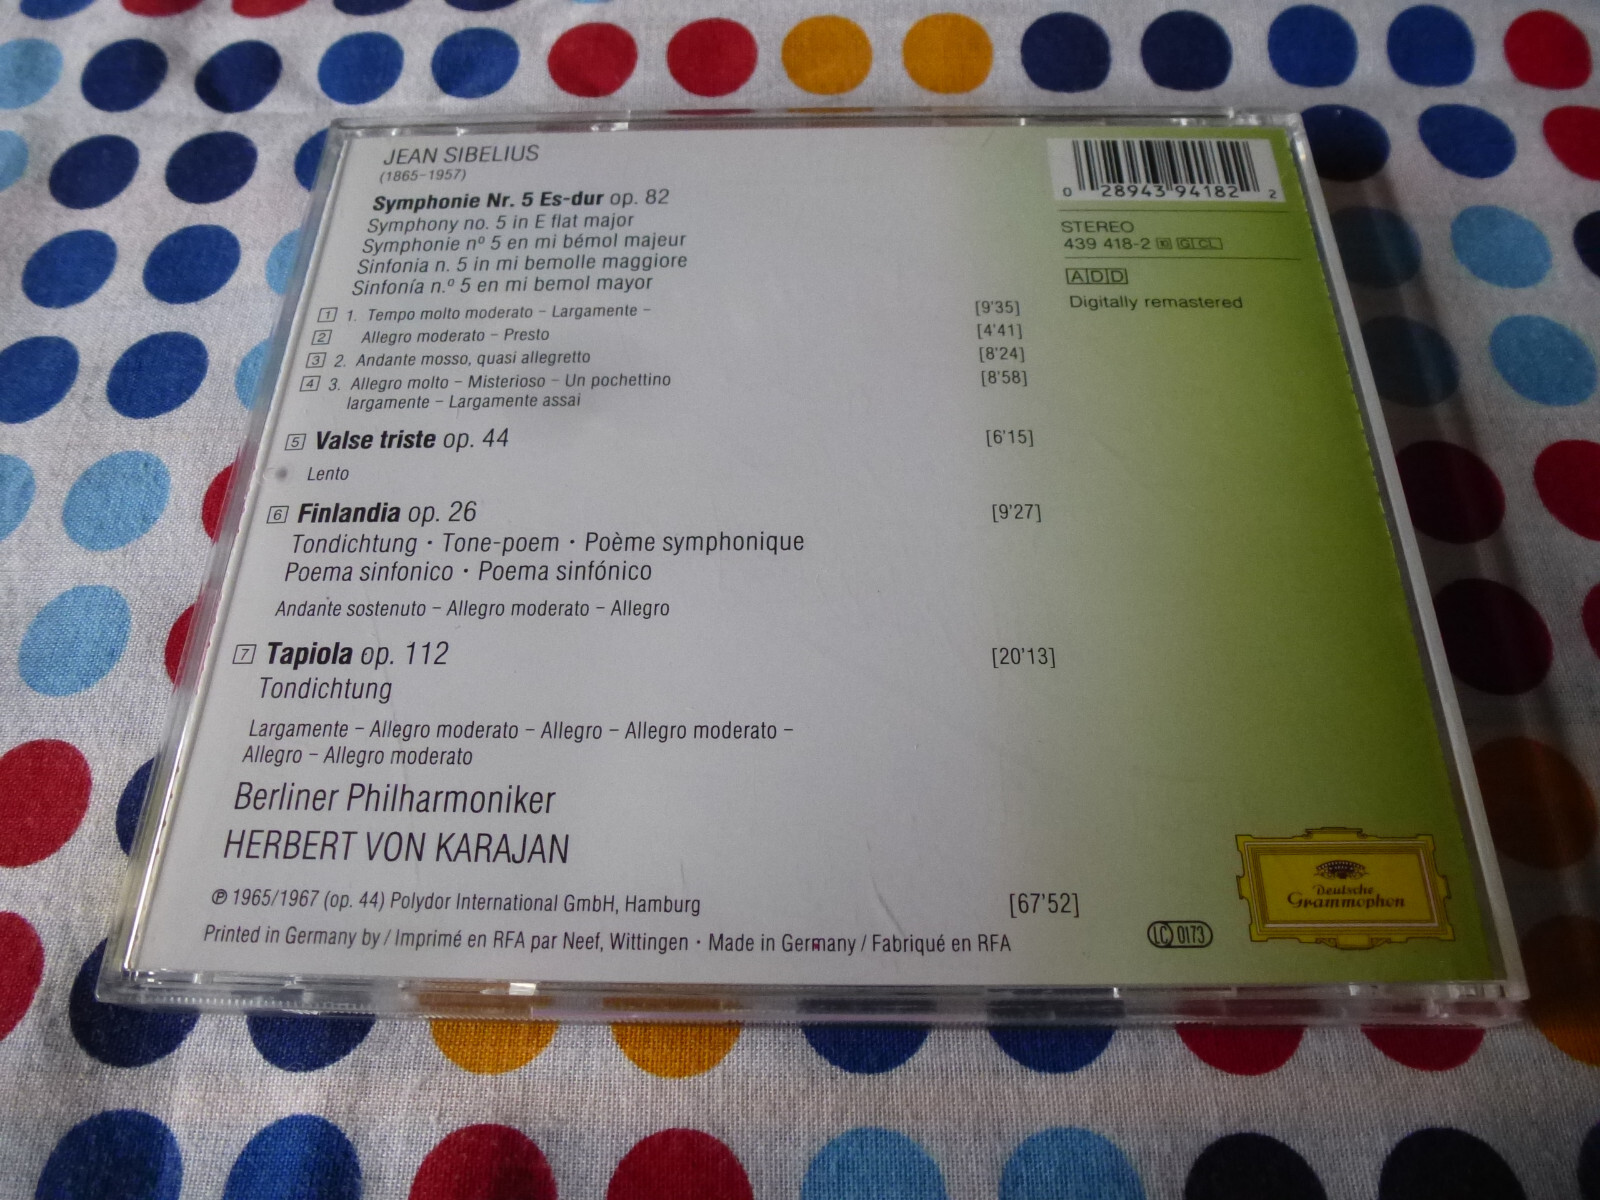 JEAN SIBELIUS
(1865-1957)
Symphonie Nr. 5 Es-dur op. 82
Symphony no. 5 in E flat major
Symphonie nº 5 en mi bémol majeur
Sinfonia n. 5 in mi bemolle maggiore
Sinfonía n.º 5 en mi bemol mayor
1 1. Tempo molto moderato – Largamente – [9'35]
2 Allegro moderato – Presto [4'41]
3 2. Andante mosso, quasi allegretto [8'24]
4 3. Allegro molto – Misterioso – Un pochettino [8'58]
largamente – Largamente assai
5 Valse triste op. 44 [6'15]
Lento
6 Finlandia op. 26 [9'27]
Tondichtung · Tone-poem · Poème symphonique
Poema sinfonico · Poema sinfónico
Andante sostenuto – Allegro moderato – Allegro
7 Tapiola op. 112 [20'13]
Tondichtung
Largamente – Allegro moderato – Allegro – Allegro moderato –
Allegro – Allegro moderato
Berliner Philharmoniker
HERBERT VON KARAJAN
℗ 1965/1967 (op. 44) Polydor International GmbH, Hamburg [67'52]
Printed in Germany by / Imprimé en RFA par Neef, Wittingen · Made in Germany / Fabriqué en RFA
0 28943 94182 2
STEREO
439 418-2 GCL
ADD
Digitally remastered
LC 0173
Deutsche
Grammophon